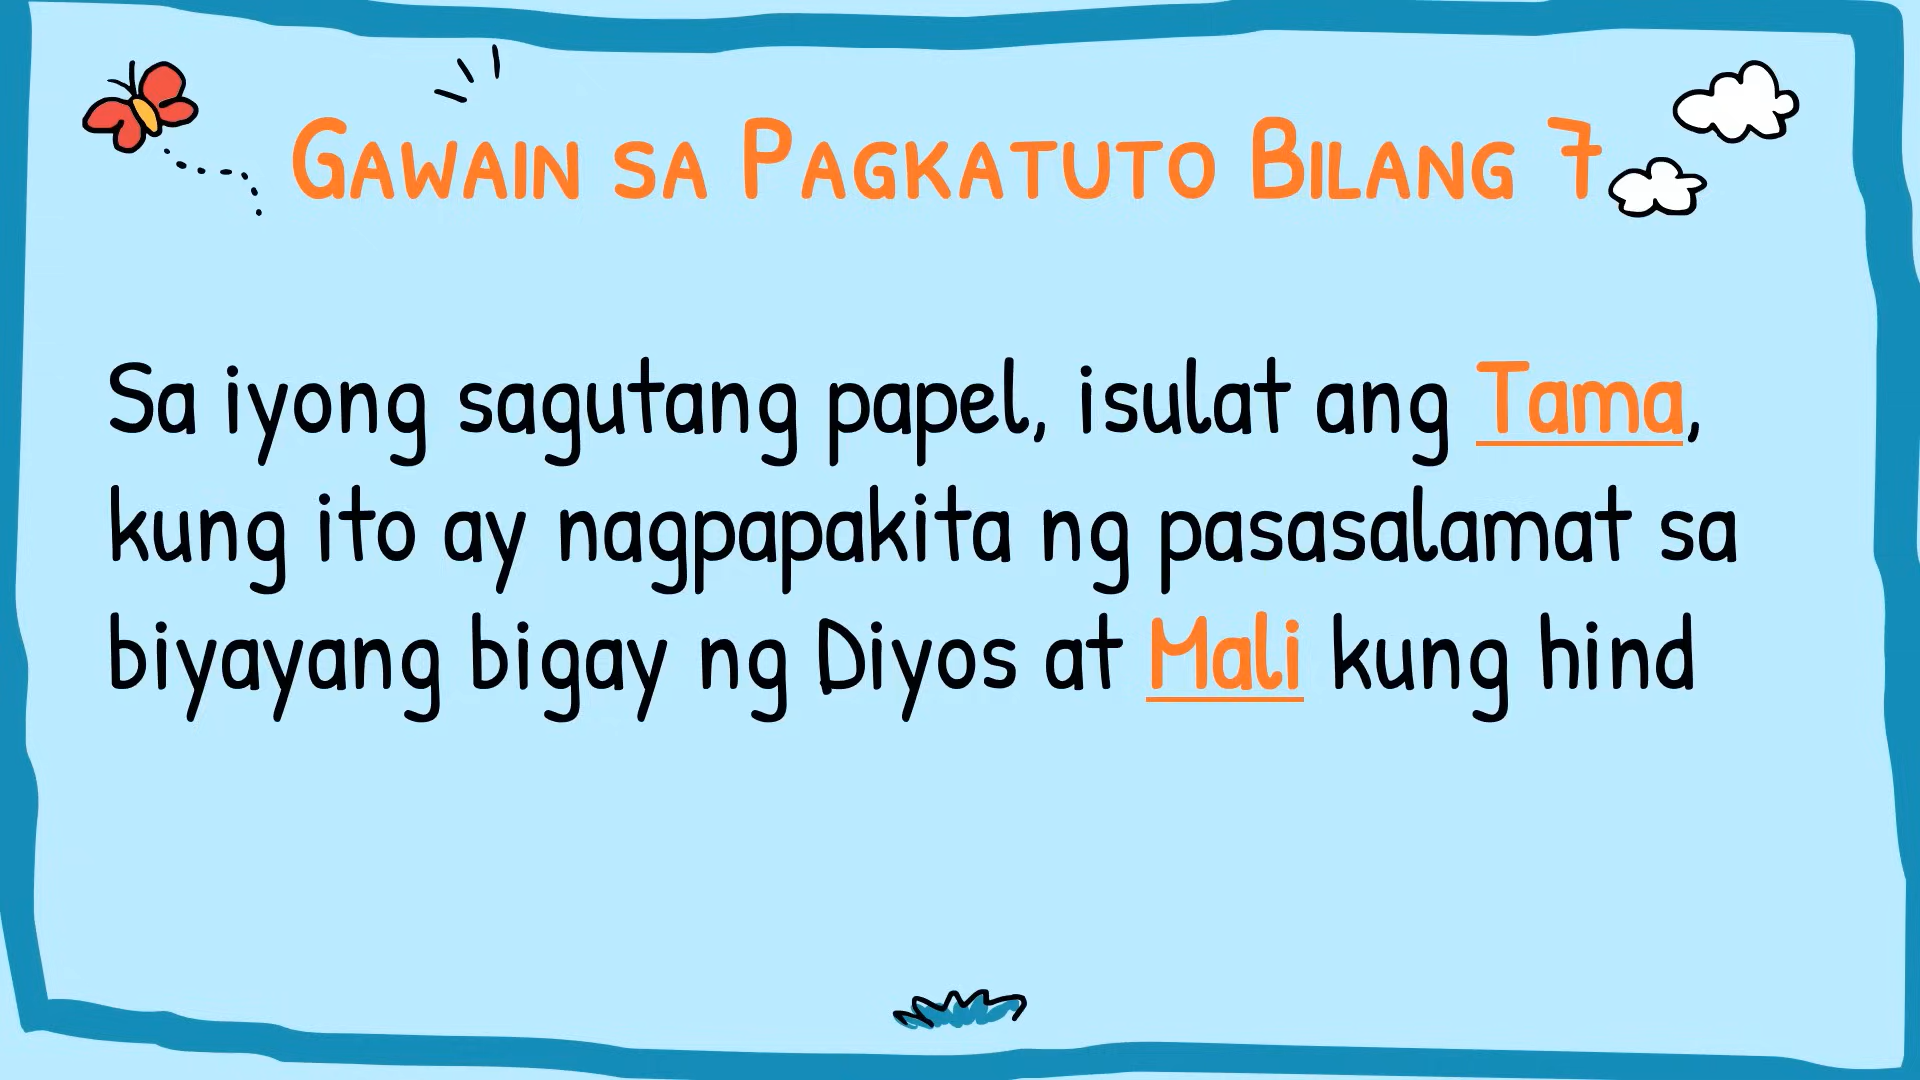 Gawain sa Pagkatuto Bilang 7
Sa iyong sagutang papel, isulat ang Tama,
kung ito ay nagpapakita ng pasasalamat sa
biyayang bigay ng Diyos at Mali kung hind